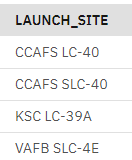 LAUNCH_SITE
CCAFS LC-40
CCAFS SLC-40
KSC LC-39A
VAFB SLC-4E